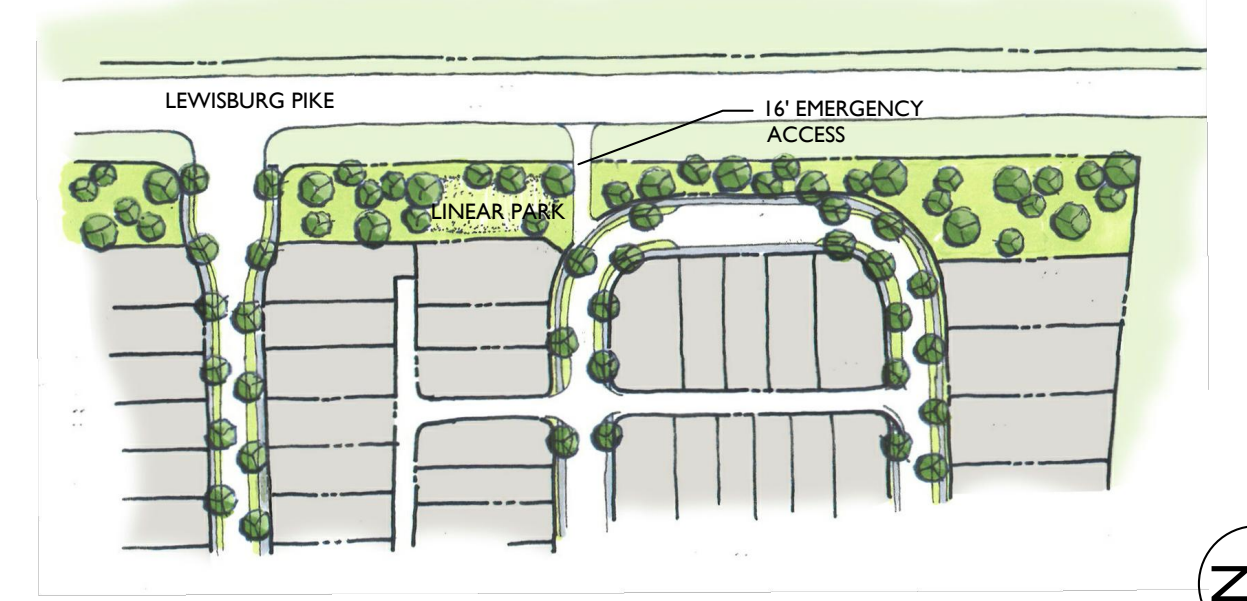 LEWISBURG PIKE
16' EMERGENCY
ACCESS
LINEAR PARK
N